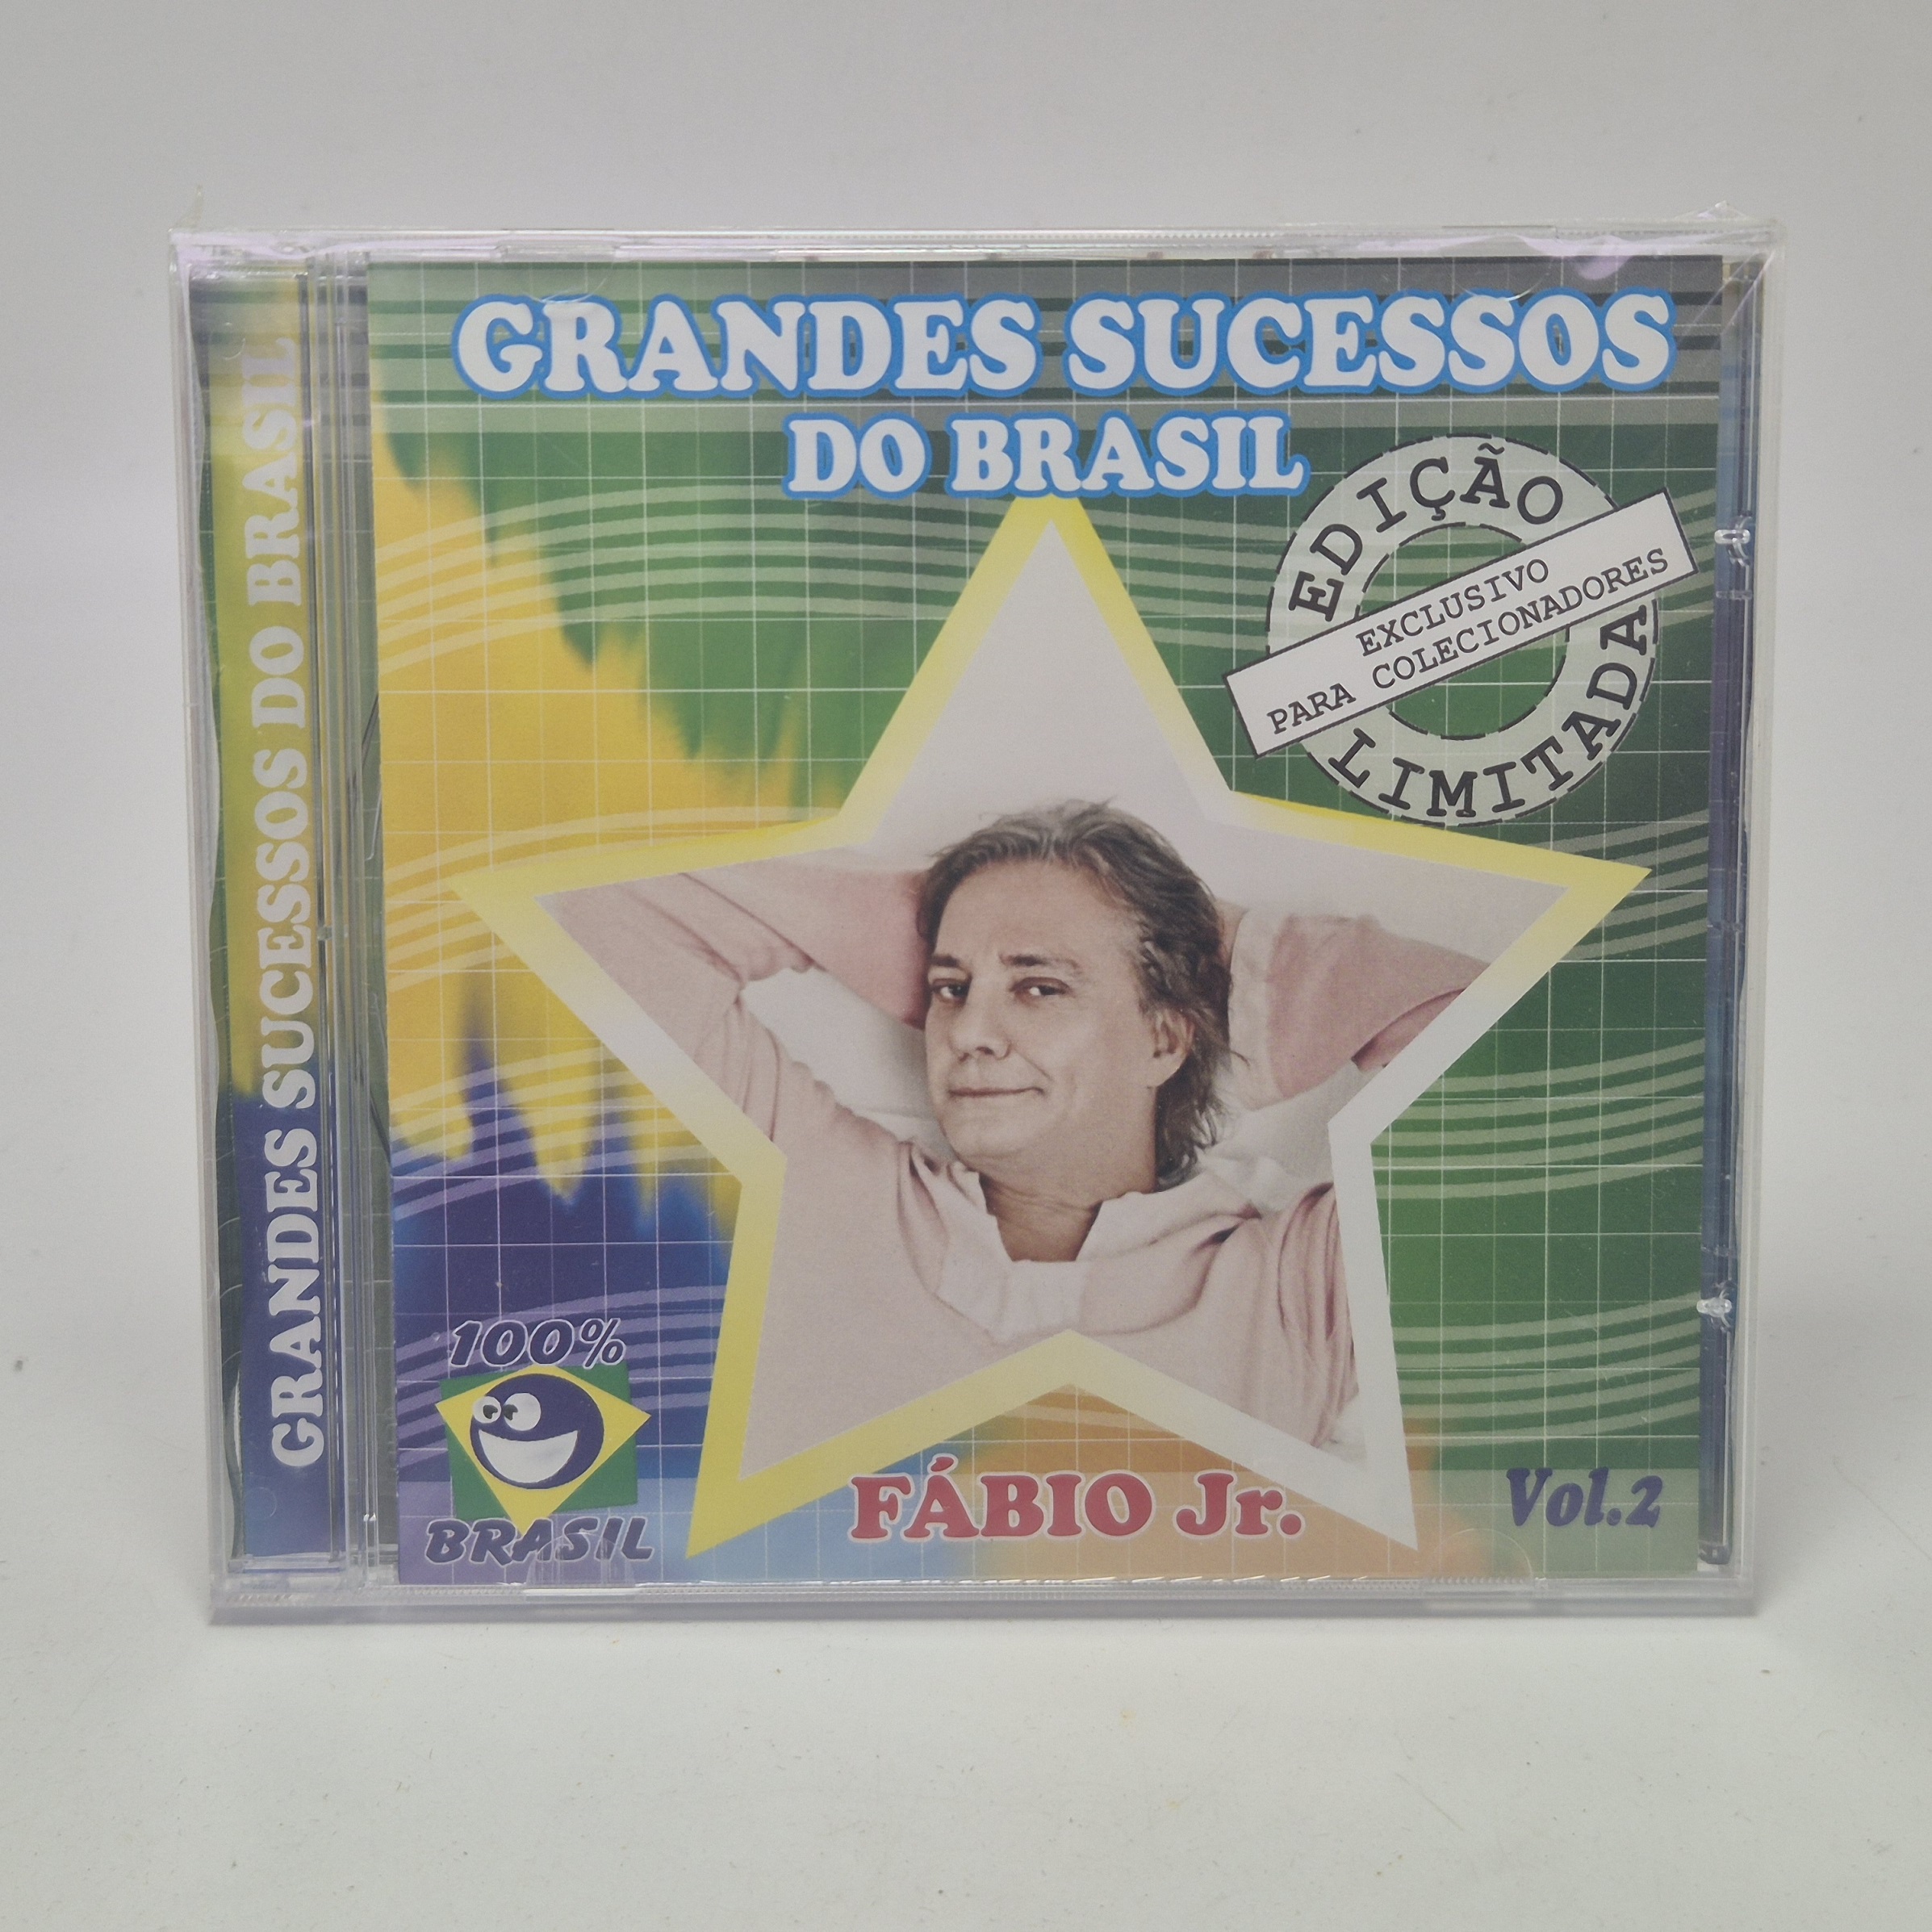 GRANDES SUCESSOS DO BRASIL
GRANDES SUCESSOS
DO BRASIL
EDIÇÃO
EXCLUSIVO
PARA COLECIONADORES
LIMITADA
100%
BRASIL
FÁBIO Jr.
Vol.2